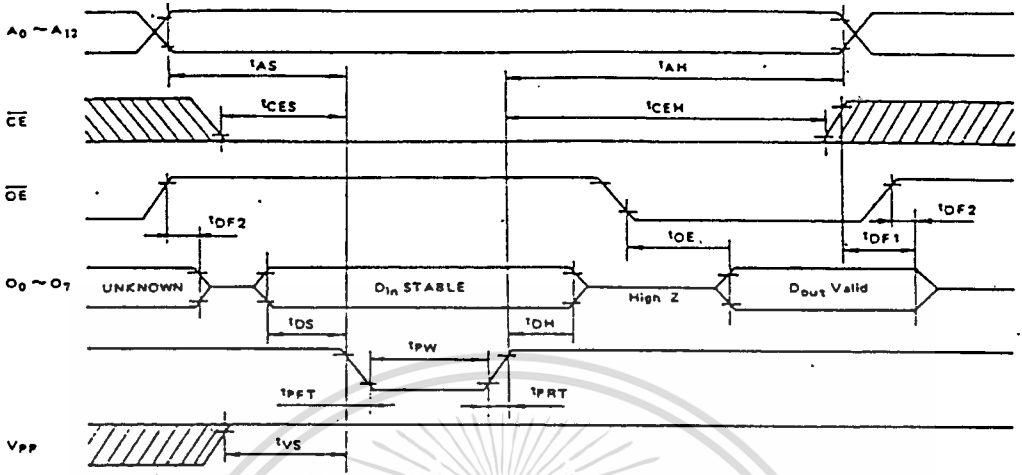 A0 ~ A12
tAS
tAH
tCES
tCEH
CE
OE
tDF2
tDF2
tOE
tDF1
O0 ~ O7
UNKNOWN
Din STABLE
High Z
Dout Valid
tDS
tDH
tPW
tPFT
tPRT
VPP
tVS